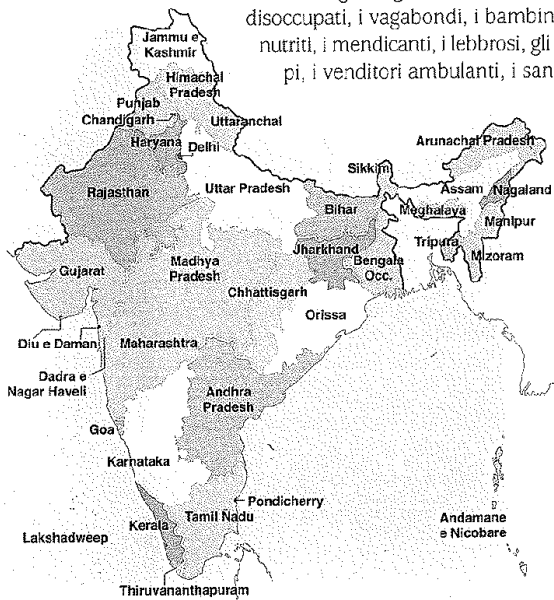 disoccupati, i vagabondi, i bambin
nutriti, i mendicanti, i lebbrosi, gli
pi, i venditori ambulanti, i san
Jammu e
Kashmir
Himachal
Pradesh
Punjab
Chandigarh
Uttaranchal
Haryana
Delhi
Arunachal Pradesh
Sikkim
Rajasthan
Uttar Pradesh
Assam
Nagaland
Bihar
Meghalaya
Manipur
Jharkhand
Tripura
Mizoram
Gujarat
Madhya
Pradesh
Bengala
Occ.
Chhattisgarh
Orissa
Diu e Daman
Maharashtra
Dadra e
Nagar Haveli
Andhra
Pradesh
Goa
Karnataka
Pondicherry
Kerala
Tamil Nadu
Lakshadweep
Andamane
e Nicobare
Thiruvananthapuram